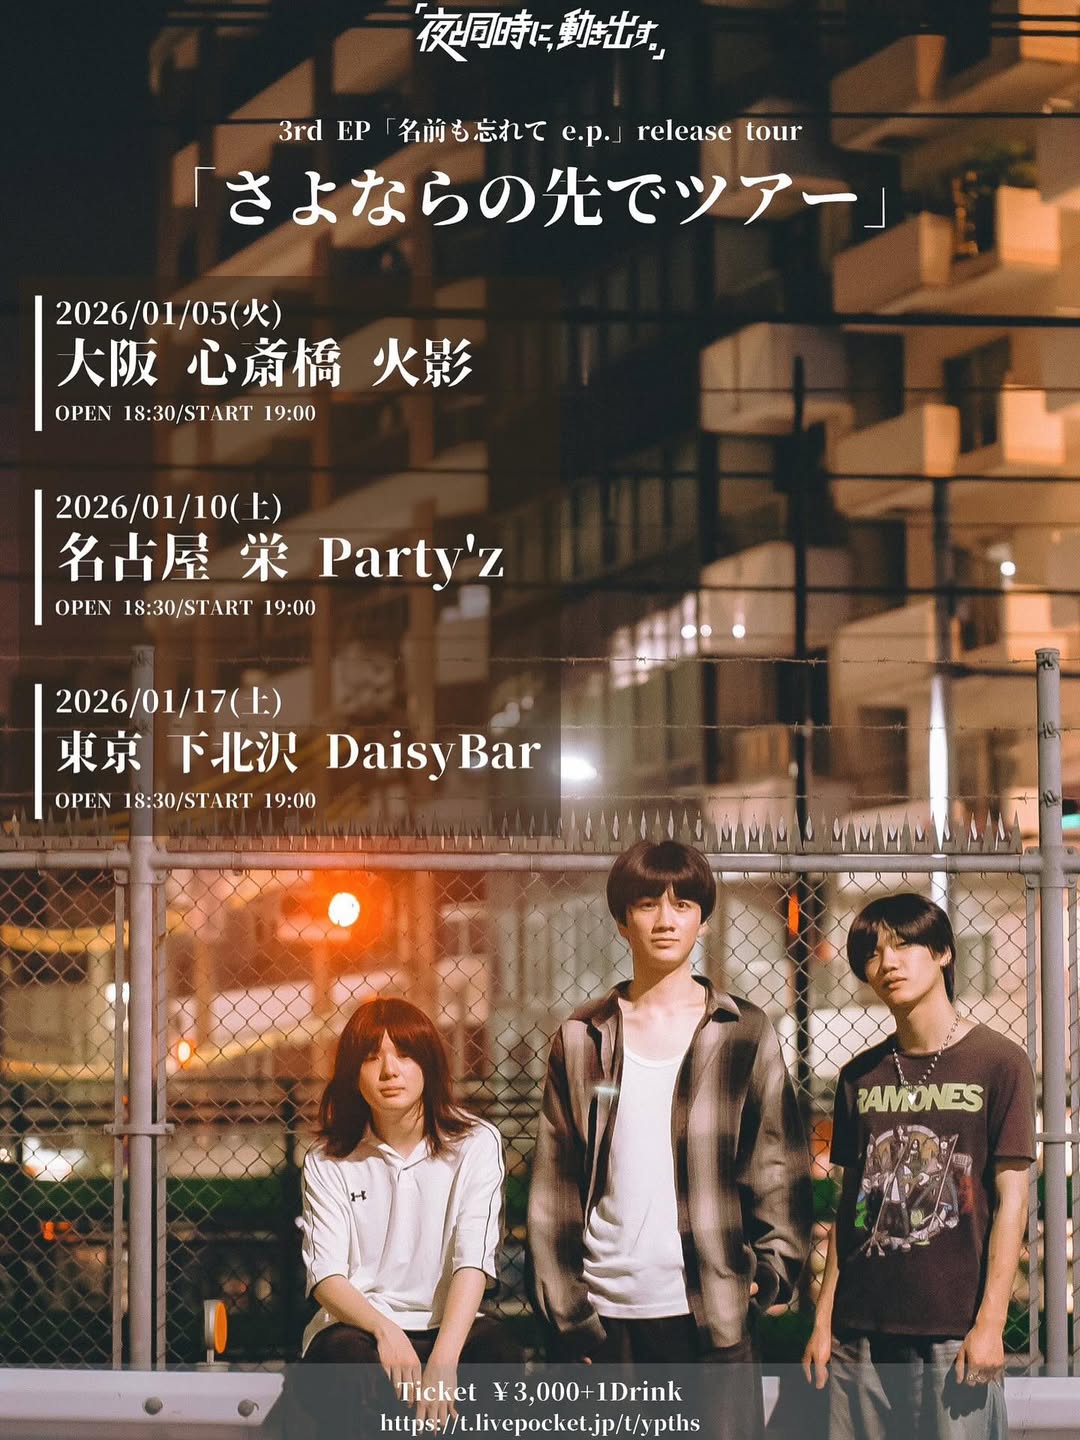 「夜と同時に、動き出す。」
3rd EP「名前も忘れて e.p.」release tour
「さよならの先でツアー」
2026/01/05(火)
大阪 心斎橋 火影
OPEN 18:30/START 19:00
2026/01/10(土)
名古屋 栄 Party'z
OPEN 18:30/START 19:00
2026/01/17(土)
東京 下北沢 DaisyBar
OPEN 18:30/START 19:00
RAMONES
Ticket ¥3,000+1Drink
https://t.livepocket.jp/t/ypths